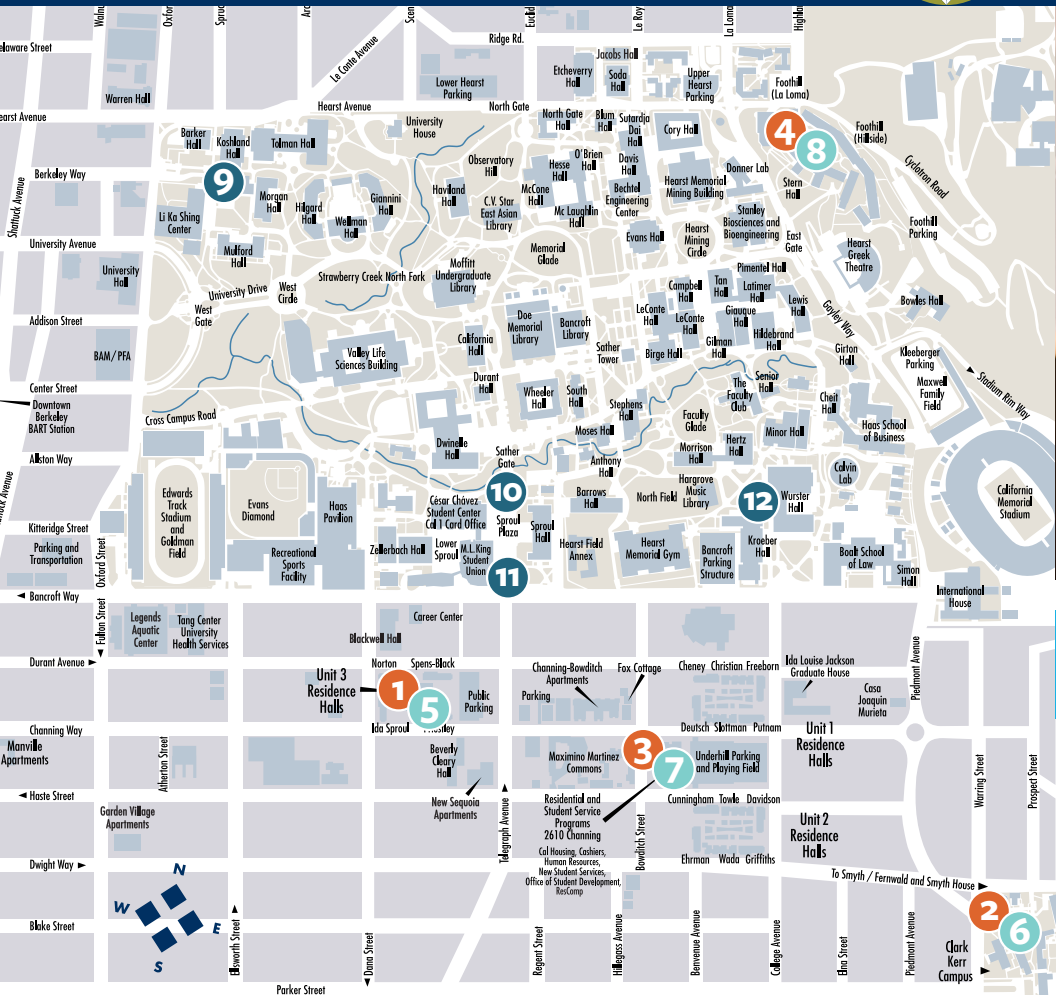 Oxford
Spruc
Scen
Euclid
Le Roy
La Loma
Highlan
elaware Street
Ridge Rd.
Le Conte Avenue
Jacobs Hall
Etcheverry
Hall
Soda
Hall
Upper
Hearst
Parking
Foothill
(La Loma)
Lower Hearst
Parking
Warren Hall
Hearst Avenue
North Gate
earst Avenue
University
House
North Gate
Hall
Blum
Hall
Sutardja
Dai
Hall
Cory Hall
4
8
Foothill
(Hillside)
Barker
Hall
Koshland
Hall
Tolman Hall
Observatory
Hill
Hesse
Hall
O'Brien
Hall
Davis
Hall
Donner Lab
Cyclotron Road
Berkeley Way
9
Morgan
Hall
Hilgard
Hall
Wellman
Hall
Giannini
Hall
Haviland
Hall
C.V. Star
East Asian
Library
McCone
Hall
Mc Laughlin
Hall
Bechtel
Engineering
Center
Hearst Memorial
Mining Building
Stern
Hall
Shattuck Avenue
Li Ka Shing
Center
Stanley
Biosciences and
Bioengineering
Foothill
Parking
University Avenue
Mulford
Hall
Memorial
Glade
Evans Hall
Hearst
Mining
Circle
East
Gate
Hearst
Greek
Theatre
University
Hall
Strawberry Creek North Fork
Moffitt
Undergraduate
Library
Pimentel Hall
University Drive
West
Circle
West
Gate
Campbell
Hall
Tan
Hall
Latimer
Hall
Lewis
Hall
Bowles Hall
Addison Street
Doe
Memorial
Library
Bancroft
Library
LeConte
Hall
LeConte
Hall
Giauque
Hall
Hildebrand
Hall
Gayley Way
BAM/PFA
Valley Life
Sciences Building
California
Hall
Sather
Tower
Birge Hall
Gilman
Hall
Girton
Hall
Kleeberger
Parking
Maxwell
Family
Field
Stadium Rim Way
Center Street
Durant
Hall
Wheeler
Hall
South
Hall
Stephens
Hall
The
Faculty
Club
Senior
Hall
Cheit
Hall
Downtown
Berkeley
BART Station
Cross Campus Road
Faculty
Glade
Haas School
of Business
Moses Hall
Minor Hall
Allston Way
Dwinelle
Hall
Sather
Gate
Anthony
Hall
Morrison
Hall
Hertz
Hall
Calvin
Lab
Edwards
Track
Stadium
and
Goldman
Field
Evans
Diamond
Haas
Pavilion
César Chávez
Student Center
Cal 1 Card Office
10
Sproul
Plaza
Barrows
Hall
North Field
Hargrove
Music
Library
12
Wurster
Hall
California
Memorial
Stadium
Kitteridge Street
Parking and
Transportation
Oxford Street
Recreational
Sports
Facility
Zellerbach Hall
Lower
Sproul
M.L.King
Student
Union
Sproul
Hall
Hearst Field
Annex
Hearst
Memorial Gym
Bancroft
Parking
Structure
Kroeber
Hall
Boalt School
of Law
Simon
Hall
11
Bancroft Way
International
House
Fulton Street
Legends
Aquatic
Center
Tang Center
University
Health Services
Career Center
Blackwell Hall
Durant Avenue
Norton
Spens-Black
Unit 3
Residence
Halls
1
5
Public
Parking
Channing-Bowditch
Apartments
Fox Cottage
Parking
Cheney Christian Freeborn
Ida Louise Jackson
Graduate House
Casa
Joaquin
Murieta
Piedmont Avenue
Channing Way
Ida Sproul
Deutsch Slottman Putnam
Unit 1
Residence
Halls
Manville
Apartments
Atherton Street
Beverly
Cleary
Hall
Maximino Martinez
Commons
3
7
Underhill Parking
and Playing Field
Warring Street
Prospect Street
Haste Street
New Sequoia
Apartments
Telegraph Avenue
Residential and
Student Service
Programs
2610 Channing
Cunningham Towle Davidson
Garden Village
Apartments
Cal Housing, Cashiers,
Human Resources,
New Student Services,
Office of Student Development,
ResComp
Bowditch Street
Unit 2
Residence
Halls
Dwight Way
Ehrman Wada Griffiths
To Smyth / Fernwald and Smyth House
N
W
E
S
2
6
Blake Street
Ellsworth Street
Dana Street
Regent Street
Hillegass Avenue
Benvenue Avenue
College Avenue
Etna Street
Piedmont Avenue
Clark
Kerr
Campus
Parker Street